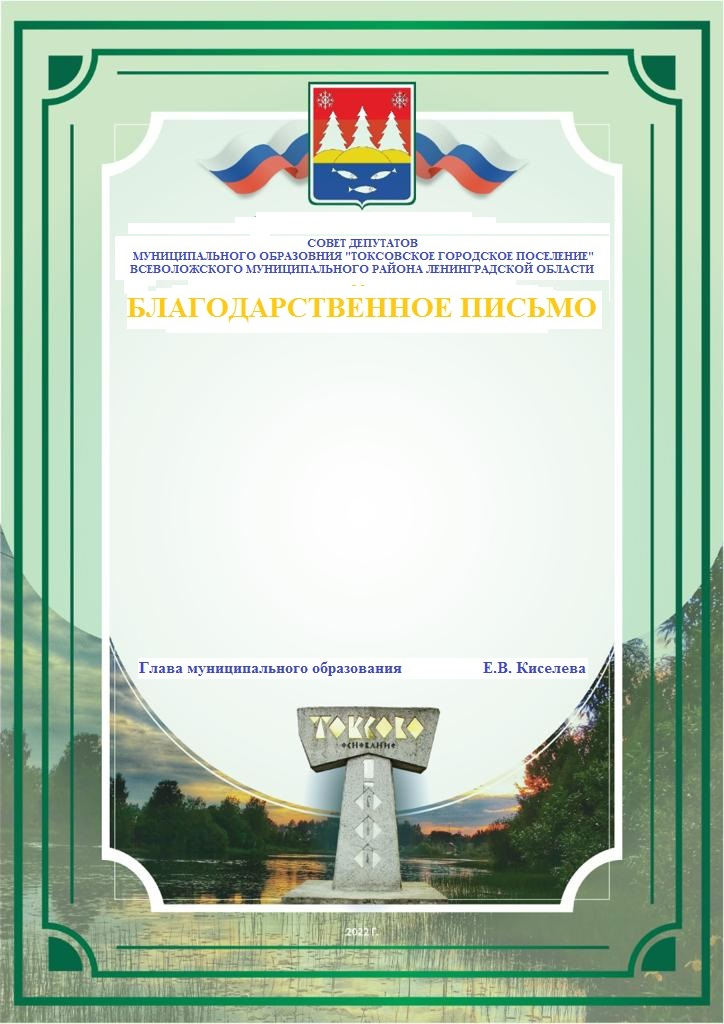 СОВЕТ ДЕПУТАТОВ
МУНИЦИПАЛЬНОГО ОБРАЗОВНИЯ "ТОКСОВСКОЕ ГОРОДСКОЕ ПОСЕЛЕНИЕ"
ВСЕВОЛОЖСКОГО МУНИЦИПАЛЬНОГО РАЙОНА ЛЕНИНГРАДСКОЙ ОБЛАСТИ
БЛАГОДАРСТВЕННОЕ ПИСЬМО
Глава муниципального образования Е.В. Киселева
ТОКСОВО
ОСНОВАНИЕ
2022 Г.